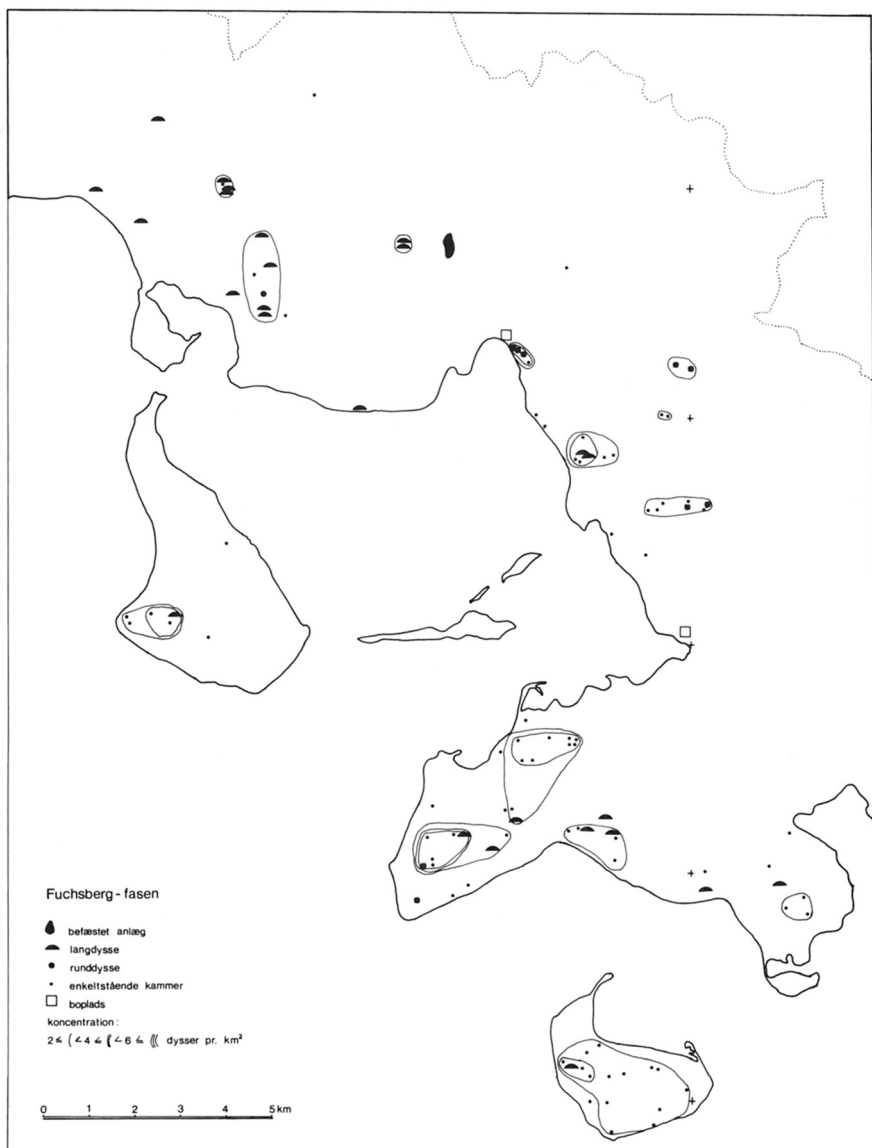 Fuchsberg-fasen
befæstet anlæg
langdysse
runddysse
enkeltstående kammer
boplads
koncentration:
2 ≤ ( < 4 ≤ (( < 6 ≤ ((( dysser pr. km²
0 1 2 3 4 5 km